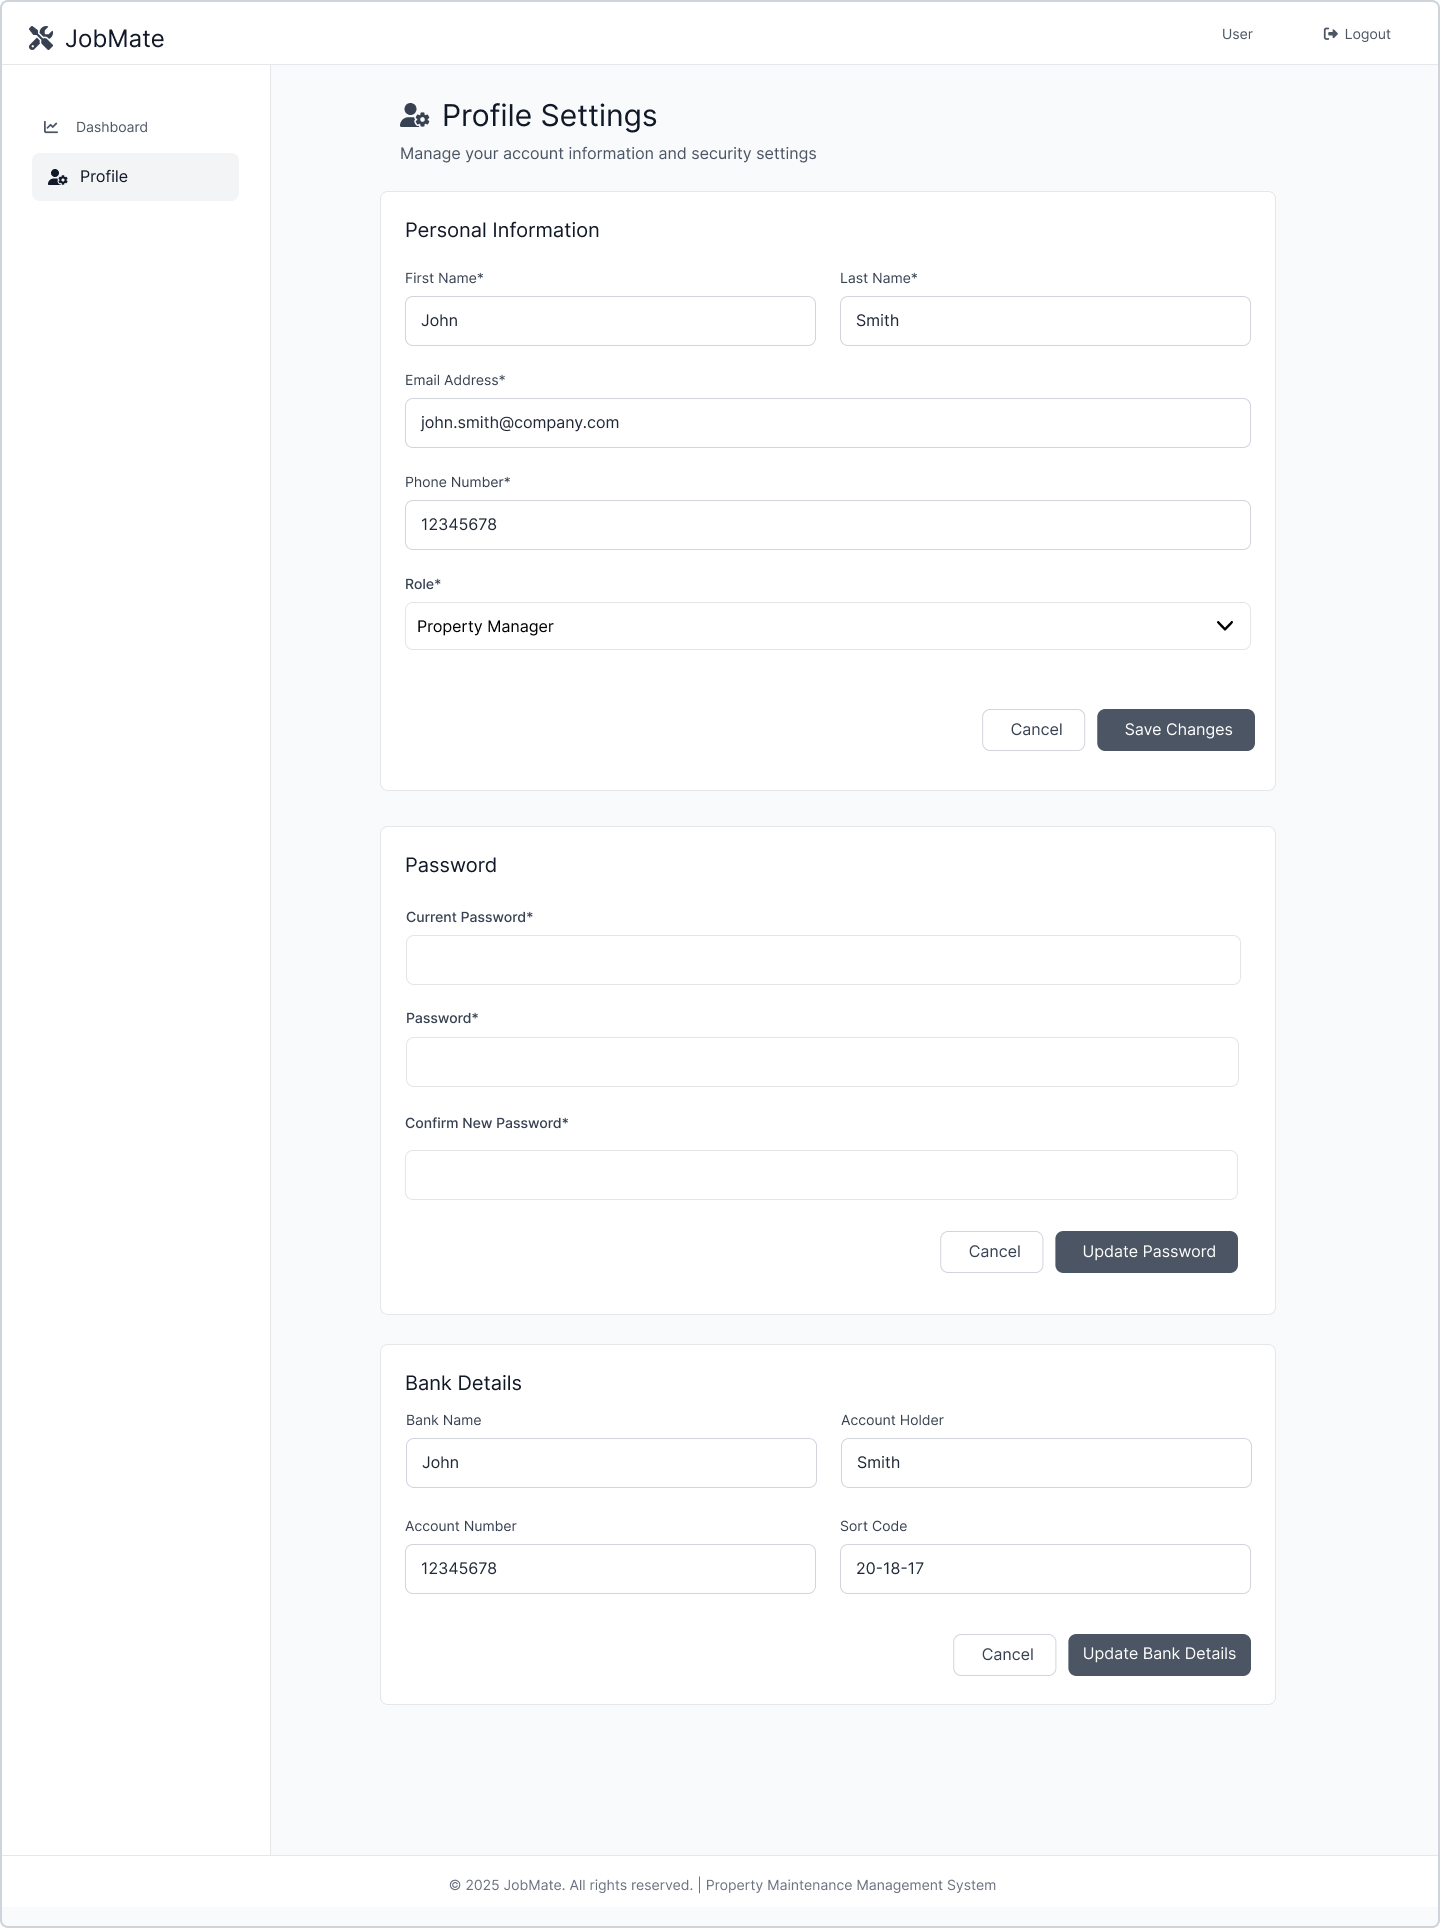 JobMate
User
Logout
Dashboard
Profile
Profile Settings
Manage your account information and security settings
Personal Information
First Name*
Last Name*
John
Smith
Email Address*
john.smith@company.com
Phone Number*
12345678
Role*
Property Manager
Cancel
Save Changes
Password
Current Password*
Password*
Confirm New Password*
Cancel
Update Password
Bank Details
Bank Name
Account Holder
John
Smith
Account Number
Sort Code
12345678
20-18-17
Cancel
Update Bank Details
© 2025 JobMate. All rights reserved. | Property Maintenance Management System